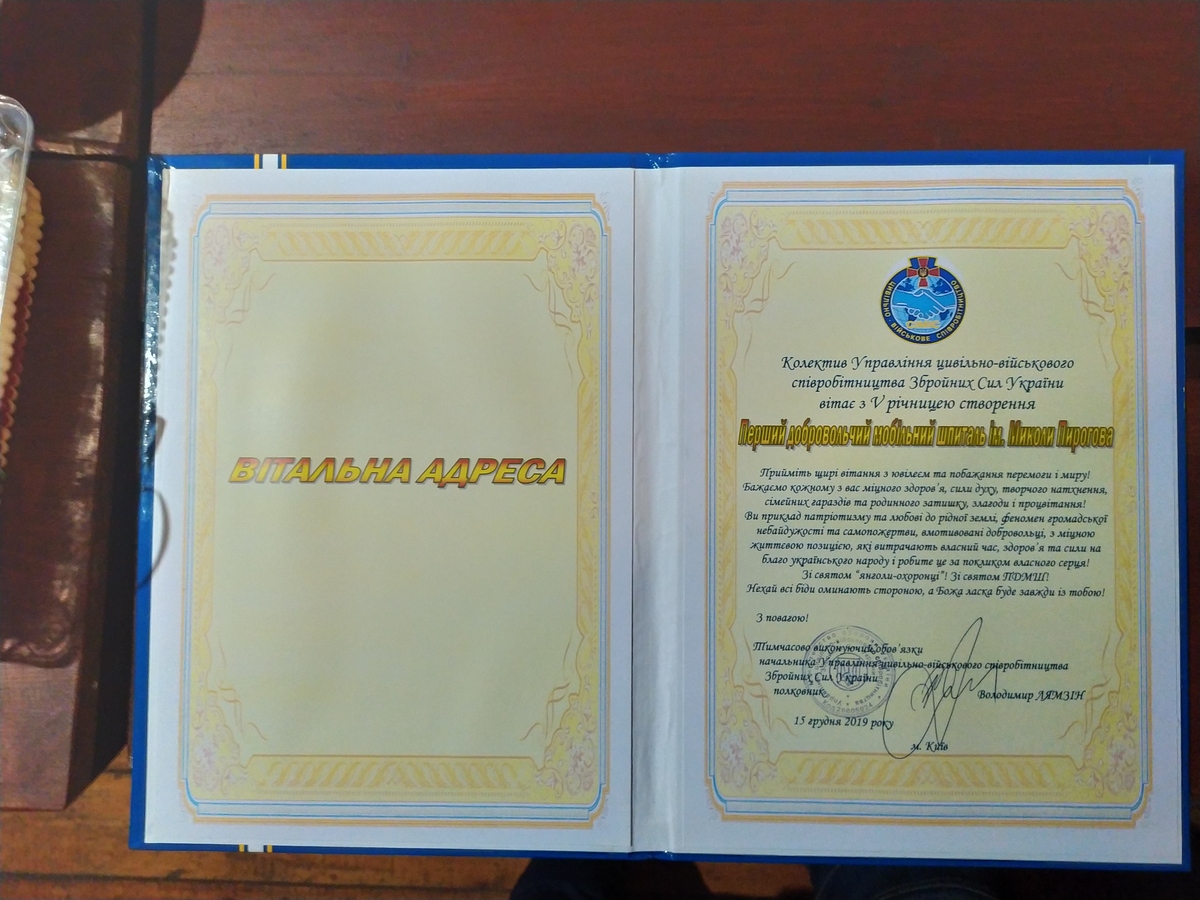 ВІТАЛЬНА АДРЕСА
ЦИВІЛЬНО - ВІЙСЬКОВЕ СПІВРОБІТНИЦТВО
Колектив Управління цивільно-військового
співробітництва Збройних Сил України
вітає з V річницею створення
Перший добровольчий мобільний шпиталь ім. Миколи Пирогова
Прийміть щирі вітання з ювілеєм та побажання перемоги і миру!
Бажаємо кожному з вас міцного здоров'я, сили духу, творчого натхнення,
сімейних гараздів та родинного затишку, злагоди і процвітання!
Ви приклад патріотизму та любові до рідної землі, феномен громадської
небайдужості та самопожертви, вмотивовані добровольці, з міцною
життєвою позицією, які витрачають власний час, здоров'я та сили на
благо українського народу і робите це за покликом власного серця!
Зі святом "янголи-охоронці"! Зі святом ПДМШ!
Нехай всі біди оминають стороною, а Божа ласка буде завжди із тобою!
З повагою!
Тимчасово виконуючий обов'язки
начальника Управління цивільно-військового співробітництва
Збройних Сил України
полковник Володимир ЛЯМЗІН
15 грудня 2019 року
м. Київ